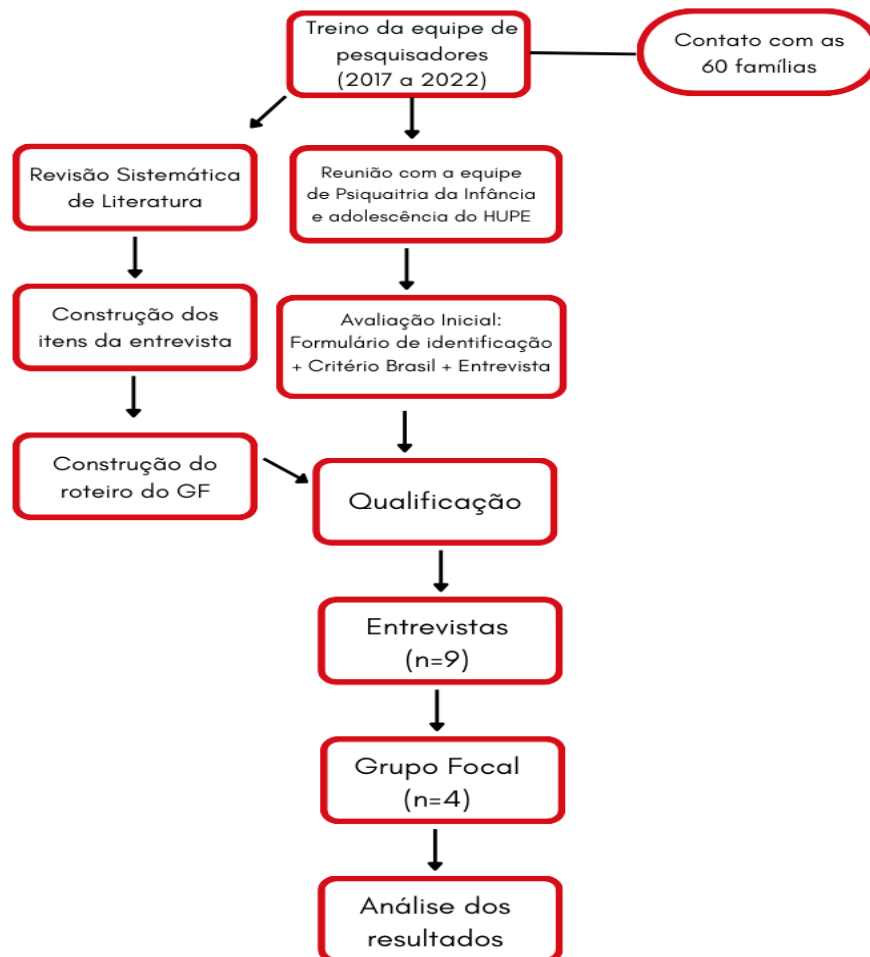 Treino da equipe de
pesquisadores
(2017 a 2022)
Contato com as
60 famílias
Revisão Sistemática
de Literatura
Reunião com a equipe
de Psiquaitria da Infância
e adolescência do HUPE
Construção dos
itens da entrevista
Avaliação Inicial:
Formulário de identificação
+ Critério Brasil + Entrevista
Construção do
roteiro do GF
Qualificação
Entrevistas
(n=9)
Grupo Focal
(n=4)
Análise dos
resultados